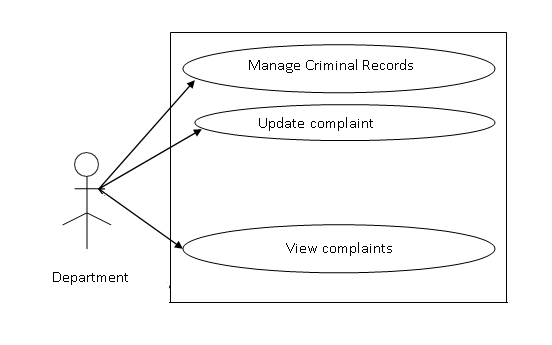 Manage Criminal Records
Update complaint
View complaints
Department